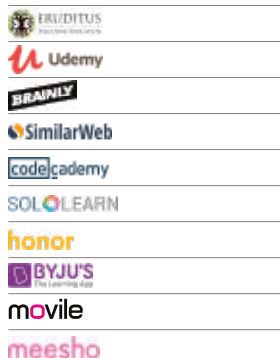 ERUDITUS
Udemy
BRAINLY
SimilarWeb
codecademy
SOLOLEARN
honor
BYJU'S
The Learning App
movile
meesho